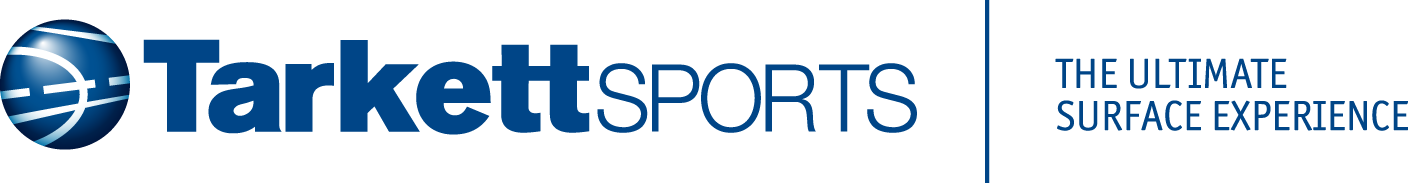 TarkettSPORTS
THE ULTIMATE
SURFACE EXPERIENCE